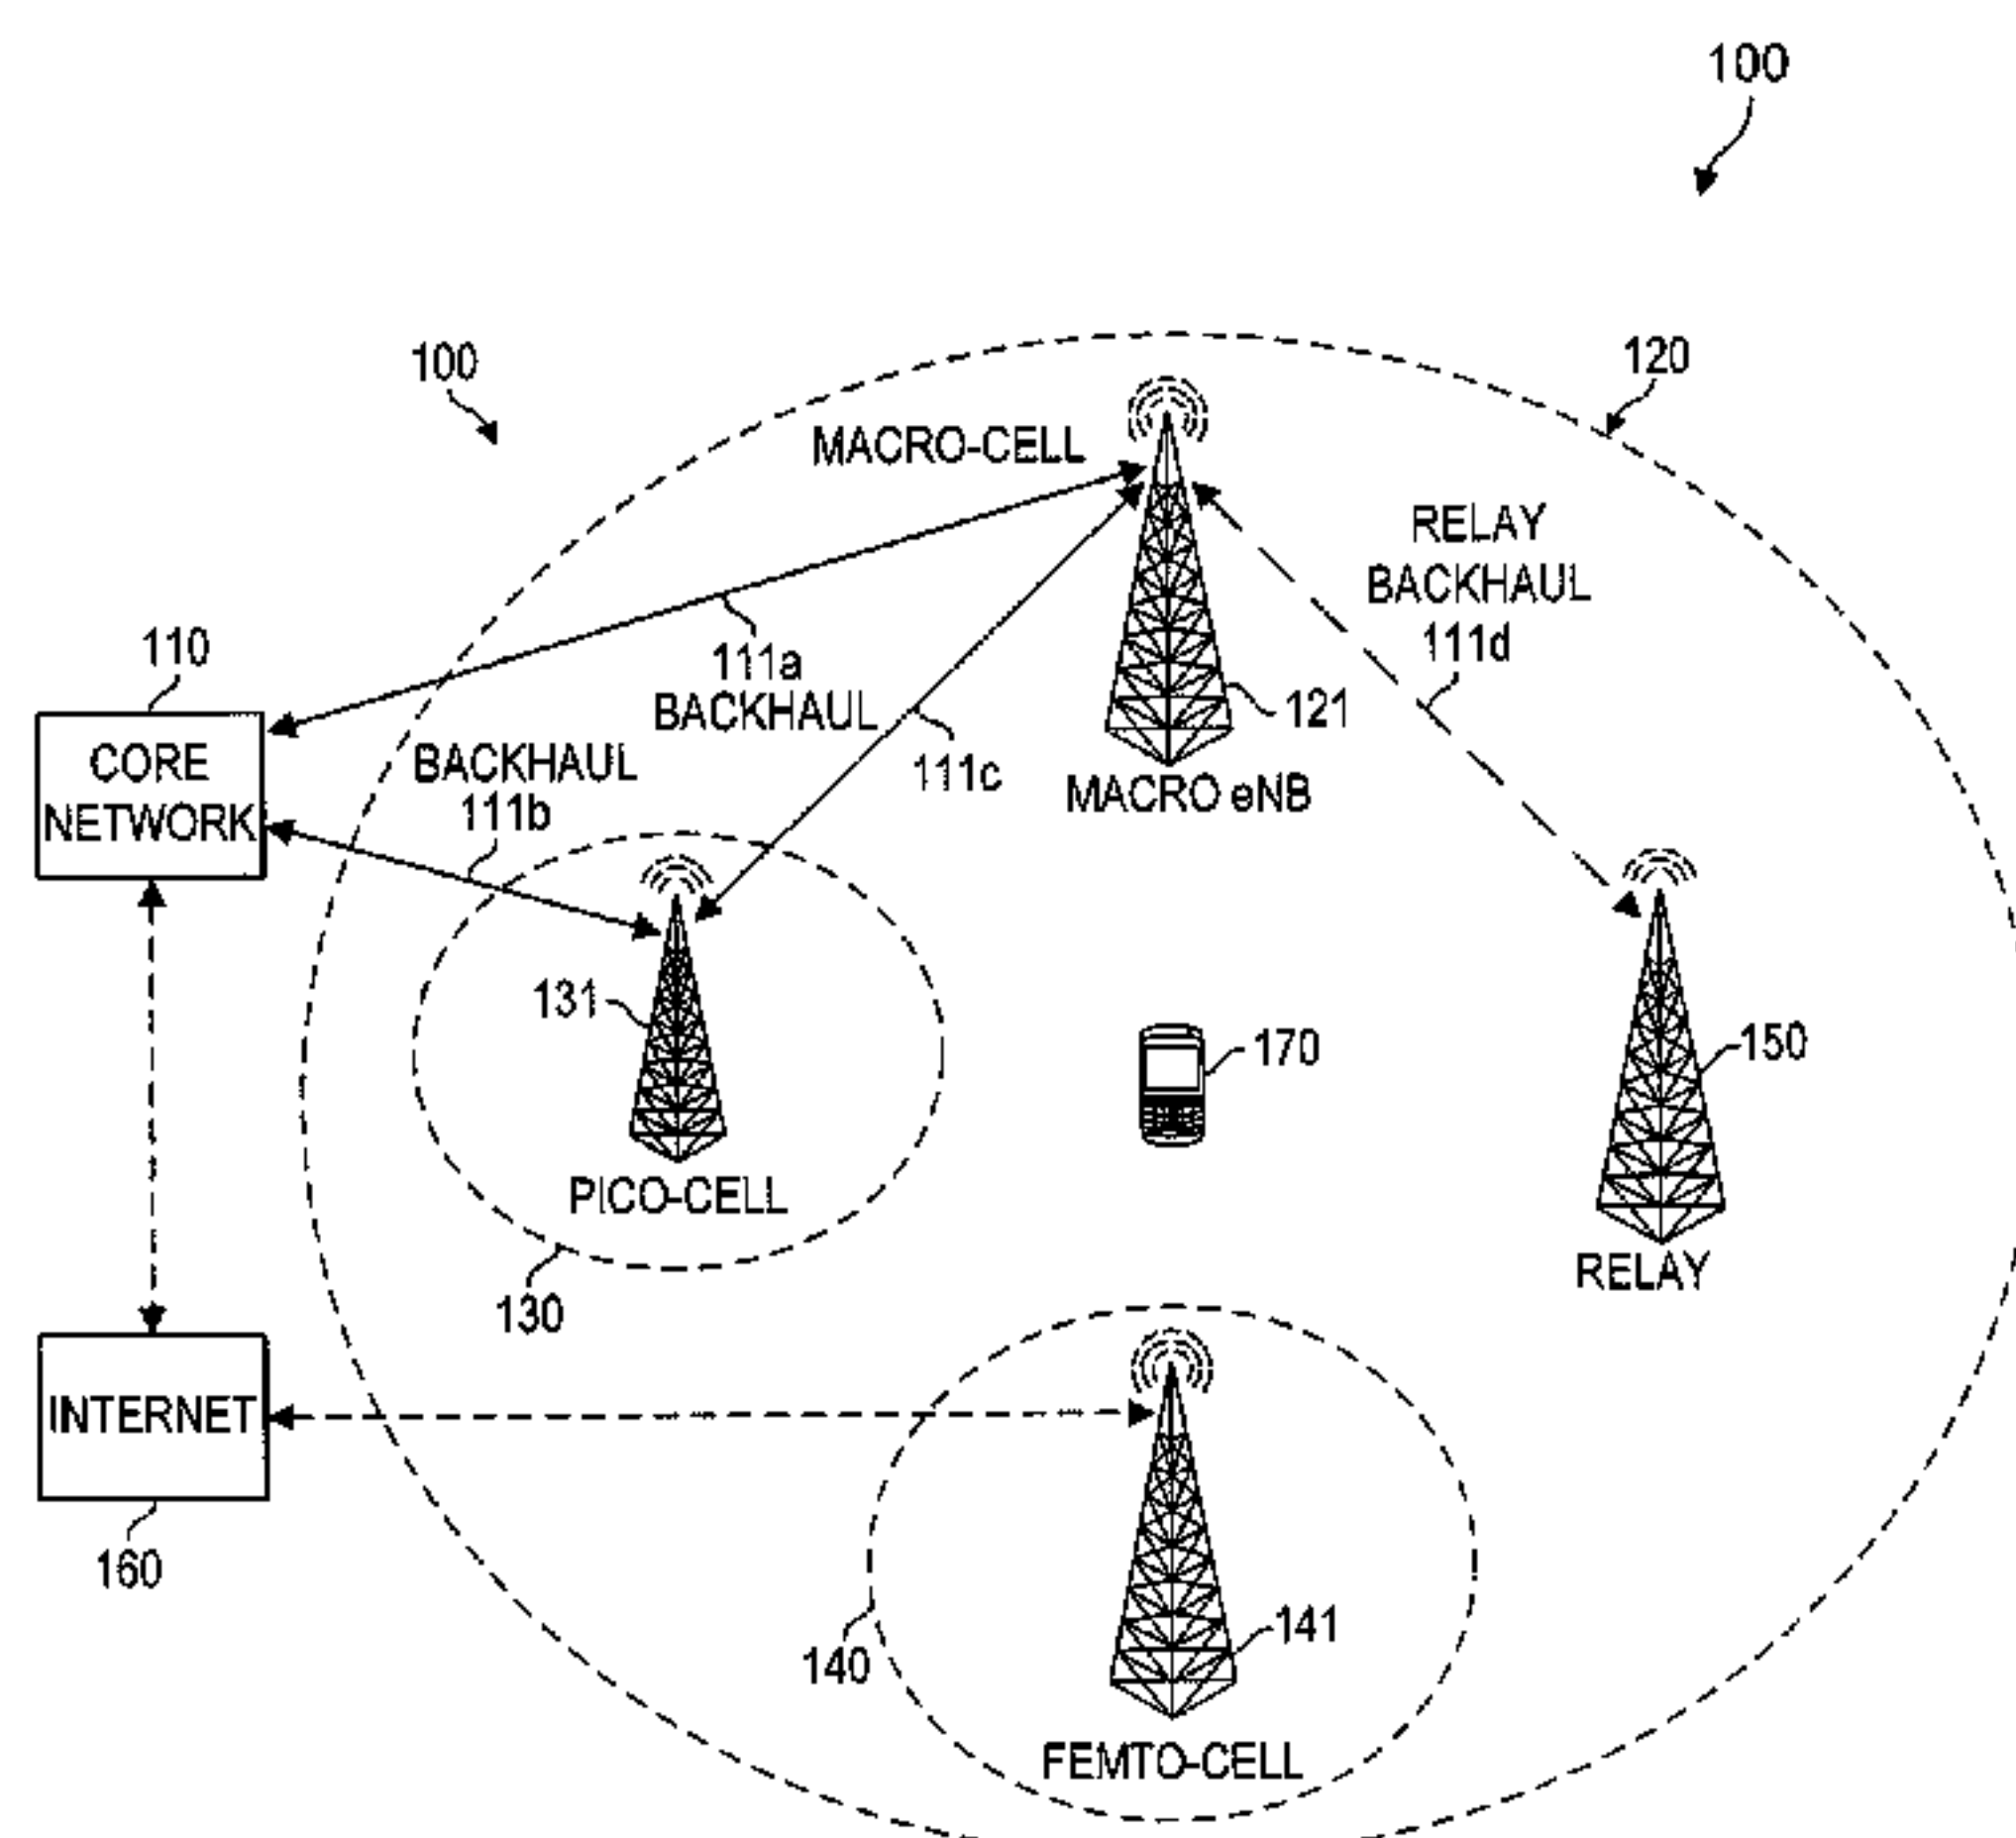 100
100
120
MACRO-CELL
RELAY
BACKHAUL
111d
110
111a
BACKHAUL
121
CORE
NETWORK
BACKHAUL
111b
111c
MACRO eNB
131
170
150
PICO-CELL
RELAY
130
INTERNET
160
140
141
FEMTO-CELL